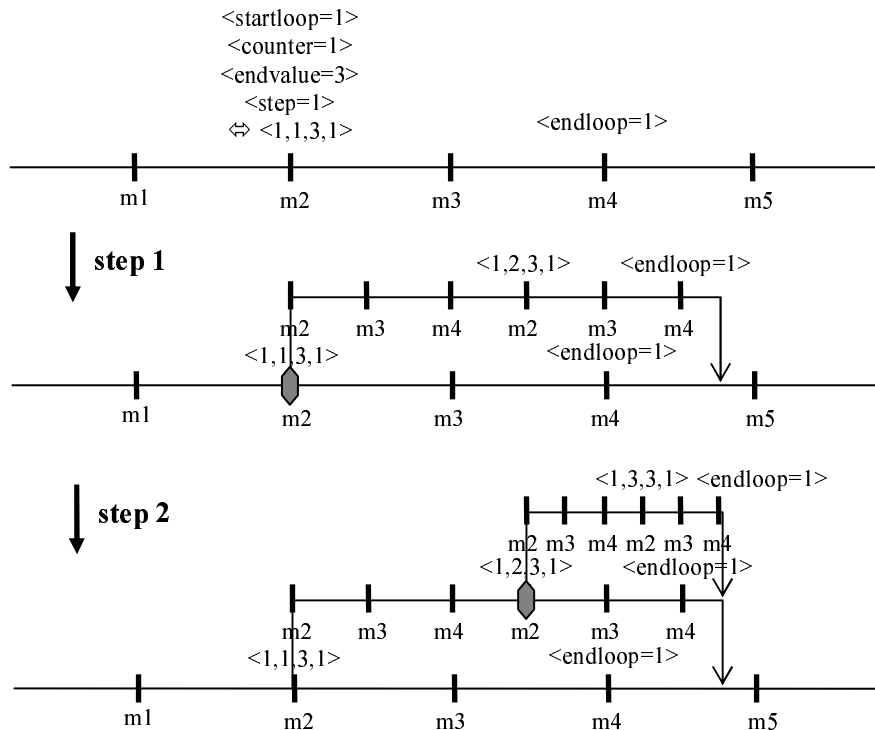 <startloop=1>
<counter=1>
<endvalue=3>
<step=1>
⇔ <1,1,3,1>
<endloop=1>
m1 m2 m3 m4 m5
step 1
<1,2,3,1> <endloop=1>
m2 m3 m4 m2 m3 m4
<1,1,3,1> <endloop=1>
m1 m2 m3 m4 m5
step 2
<1,3,3,1> <endloop=1>
m2 m3 m4 m2 m3 m4
<1,2,3,1> <endloop=1>
m2 m3 m4 m2 m3 m4
<1,1,3,1> <endloop=1>
m1 m2 m3 m4 m5